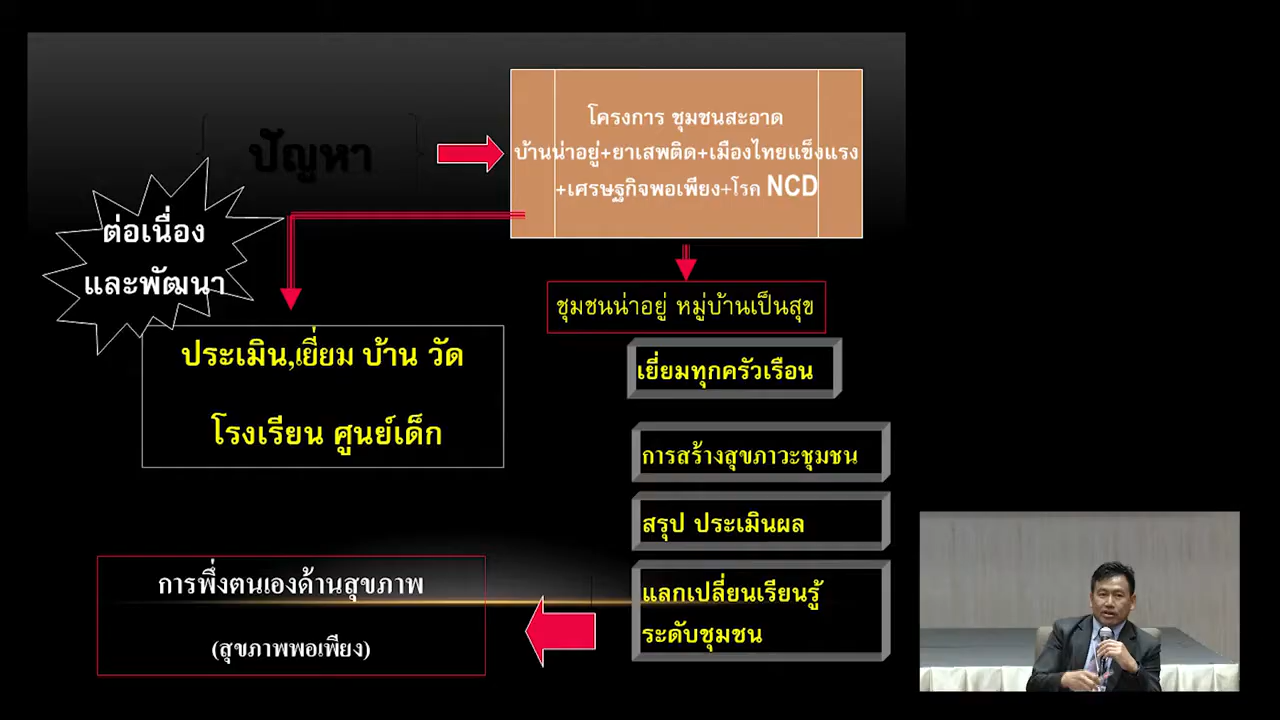 ปัญหา
โครงการ ชุมชนสะอาด
บ้านน่าอยู่+ยาเสพติด+เมืองไทยแข็งแรง
+เศรษฐกิจพอเพียง+โรค NCD
ต่อเนื่อง
และพัฒนา
ประเมิน,เยี่ยม บ้าน วัด
โรงเรียน ศูนย์เด็ก
ชุมชนน่าอยู่ หมู่บ้านเป็นสุข
เยี่ยมทุกครัวเรือน
การสร้างสุขภาวะชุมชน
สรุป ประเมินผล
แลกเปลี่ยนเรียนรู้
ระดับชุมชน
การพึ่งตนเองด้านสุขภาพ
(สุขภาพพอเพียง)